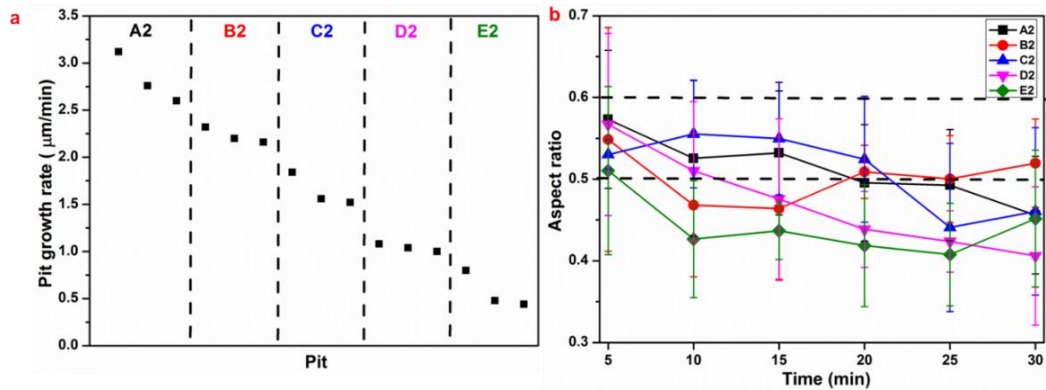 a
A2 B2 C2 D2 E2
3.5
3.0
2.5
2.0
1.5
1.0
0.5
0.0
Pit growth rate ( μm/min)
Pit
b
A2
B2
C2
D2
E2
0.7
0.6
0.5
0.4
0.3
Aspect ratio
5 10 15 20 25 30
Time (min)